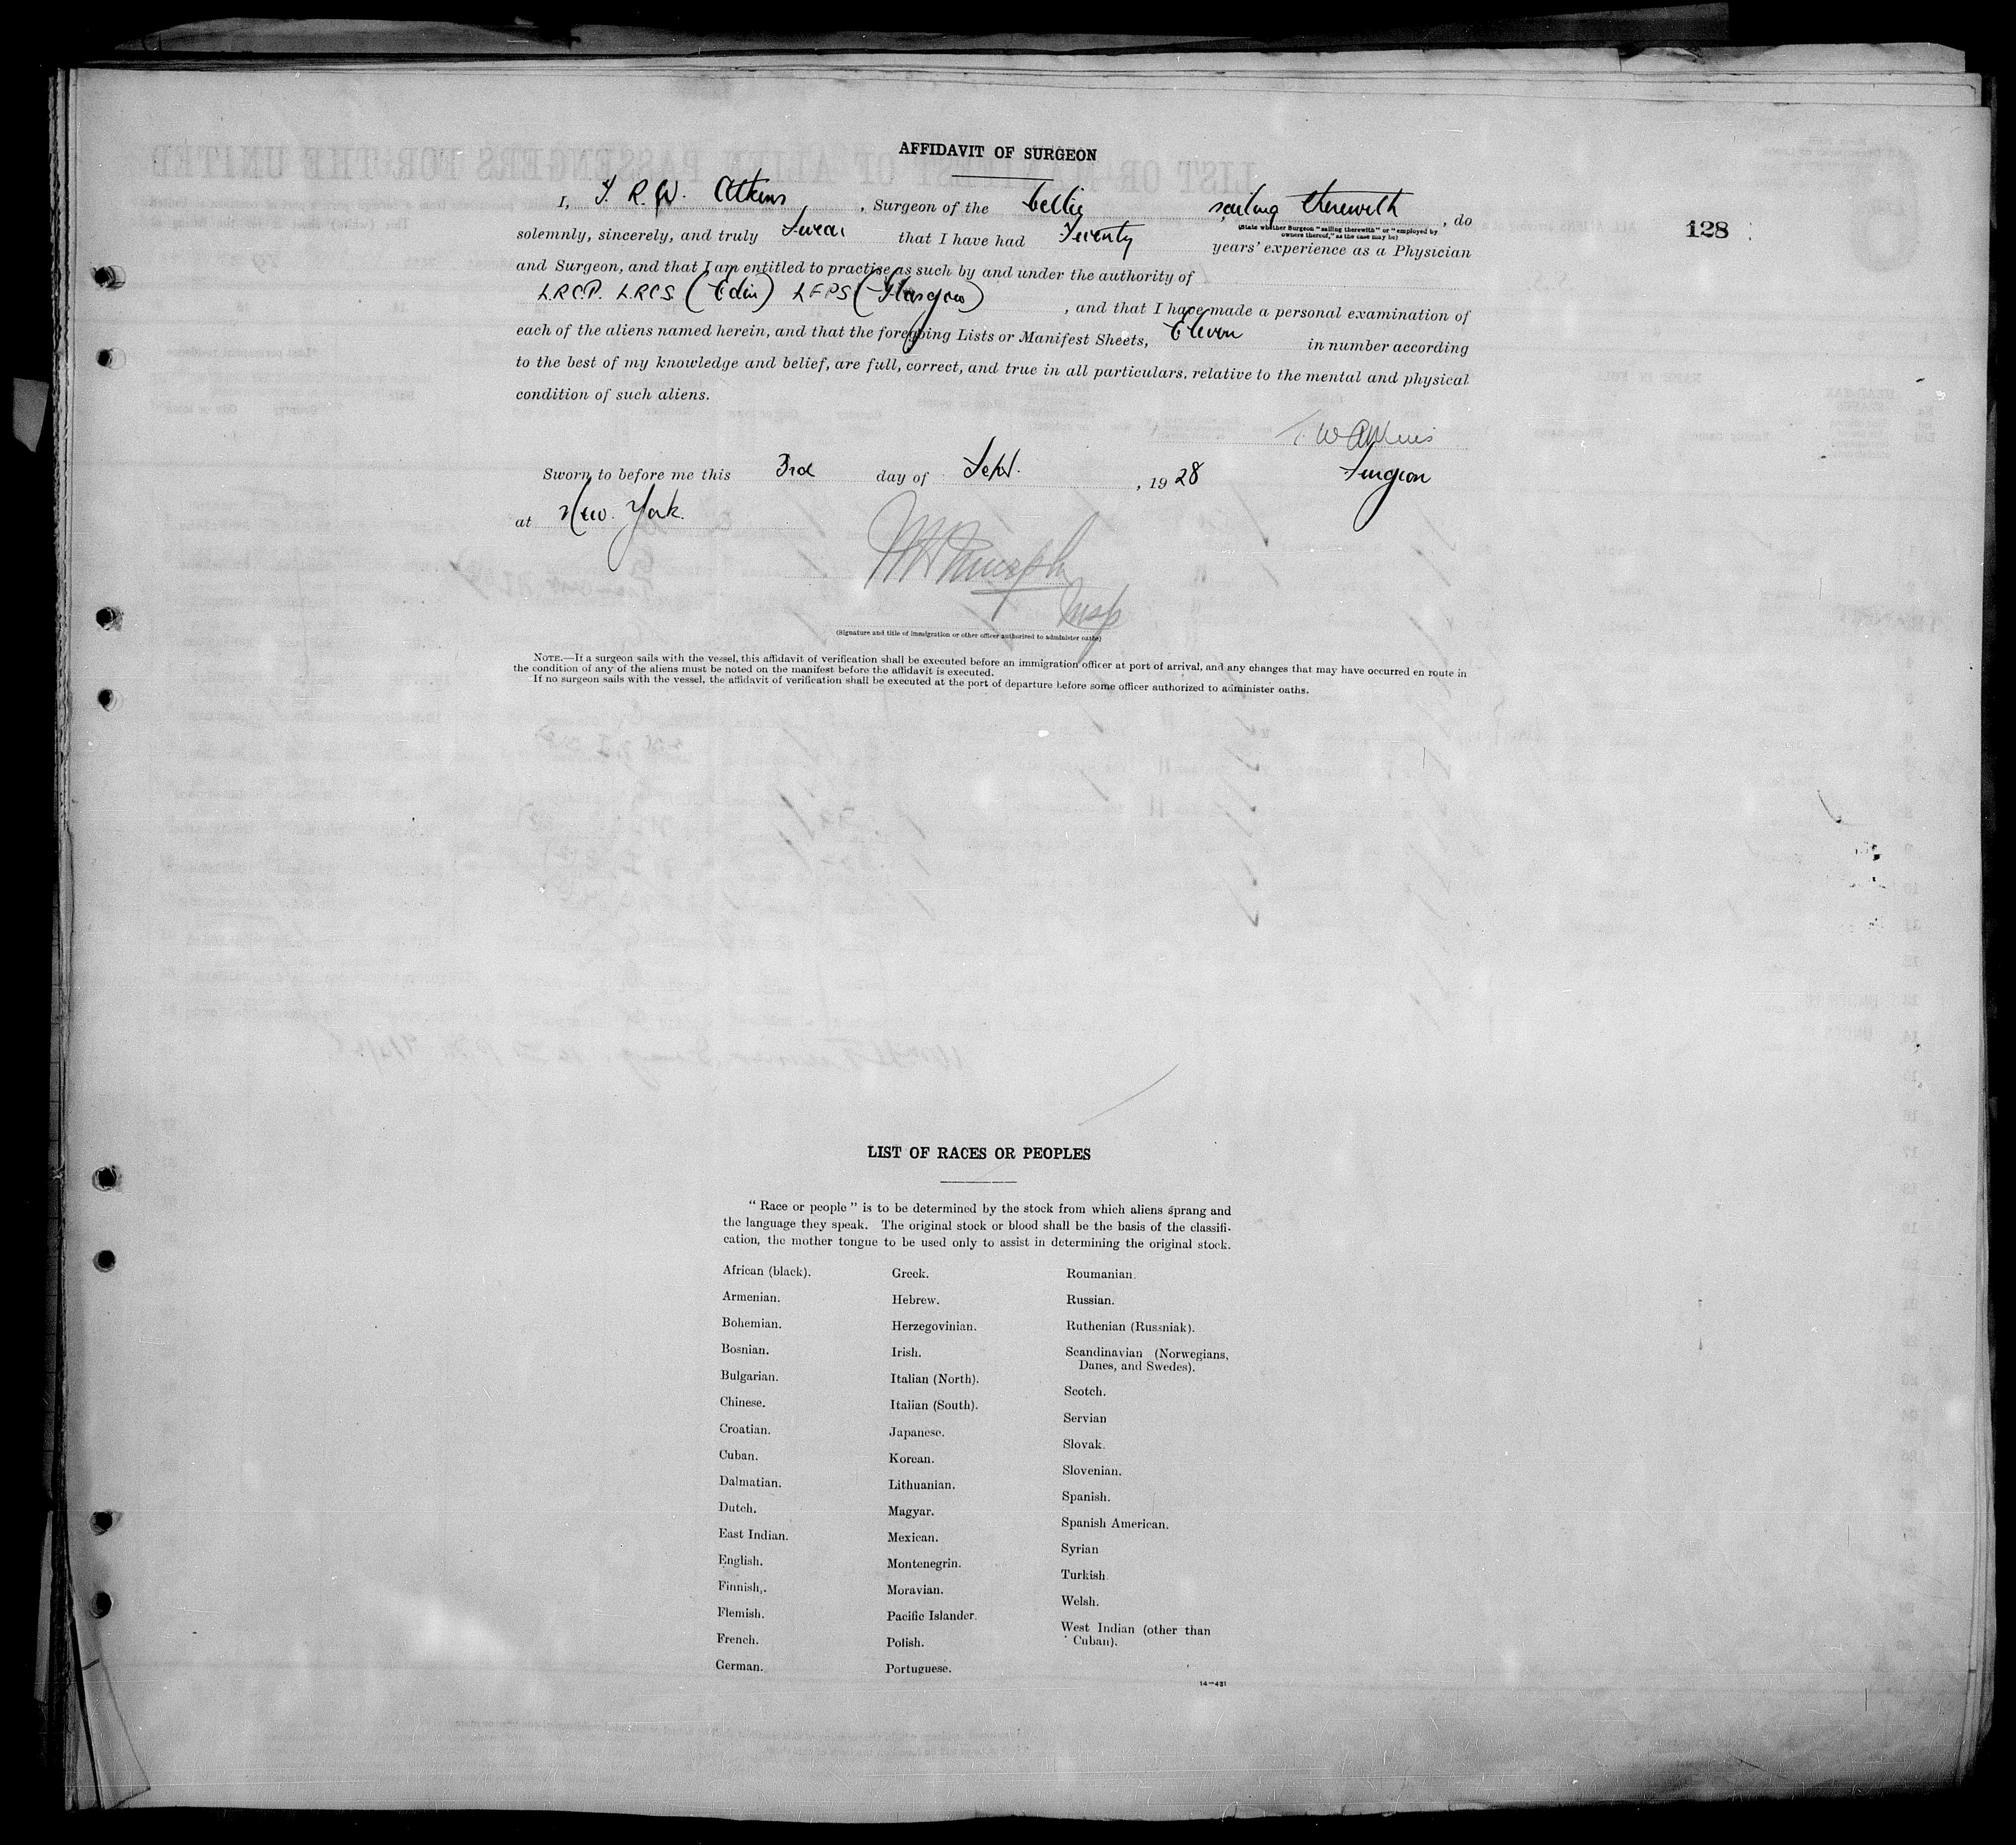 AFFIDAVIT OF SURGEON
I, T. R. W. Atkins, Surgeon of the Celtic sailing therewith, do
(State whether Surgeon "sailing therewith" or "employed by
owners thereof," as the case may be)
128
solemnly, sincerely, and truly Swear that I have had Twenty years' experience as a Physician
and Surgeon, and that I am entitled to practise as such by and under the authority of
L.R.C.P. L.R.C.S. (Edin) L F P S (Glasgow), and that I have made a personal examination of
each of the aliens named herein, and that the foregoing Lists or Manifest Sheets, Eleven in number according
to the best of my knowledge and belief, are full, correct, and true in all particulars, relative to the mental and physical
condition of such aliens.
W Atkins
Sworn to before me this 3rd day of Sept., 1928 Surgeon
at New York.
Murphy
Insp
(Signature and title of immigration or other officer authorized to administer oaths)
NOTE.—If a surgeon sails with the vessel, this affidavit of verification shall be executed before an immigration officer at port of arrival, and any changes that may have occurred en route in
the condition of any of the aliens must be noted on the manifest before the affidavit is executed.
If no surgeon sails with the vessel, the affidavit of verification shall be executed at the port of departure before some officer authorized to administer oaths.
LIST OF RACES OR PEOPLES
"Race or people" is to be determined by the stock from which aliens sprang and
the language they speak. The original stock or blood shall be the basis of the classifi-
cation, the mother tongue to be used only to assist in determining the original stock.
African (black).
Armenian.
Bohemian.
Bosnian.
Bulgarian.
Chinese.
Croatian.
Cuban.
Dalmatian.
Dutch.
East Indian.
English.
Finnish.
Flemish.
French.
German.
Greek.
Hebrew.
Herzegovinian.
Irish.
Italian (North).
Italian (South).
Japanese.
Korean.
Lithuanian.
Magyar.
Mexican.
Montenegrin.
Moravian.
Pacific Islander.
Polish.
Portuguese.
Roumanian.
Russian.
Ruthenian (Russniak).
Scandinavian (Norwegians,
Danes, and Swedes).
Scotch.
Servian
Slovak.
Slovenian.
Spanish.
Spanish American.
Syrian
Turkish
Welsh.
West Indian (other than
Cuban).
14—431